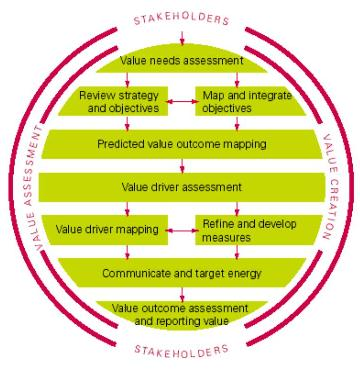 STAKEHOLDERS
Value needs assessment
Review strategy
and objectives
Map and integrate
objectives
Predicted value outcome mapping
VALUE ASSESSMENT
VALUE CREATION
Value driver assessment
Value driver mapping
Refine and develop
measures
Communicate and target energy
Value outcome assessment
and reporting value
STAKEHOLDERS